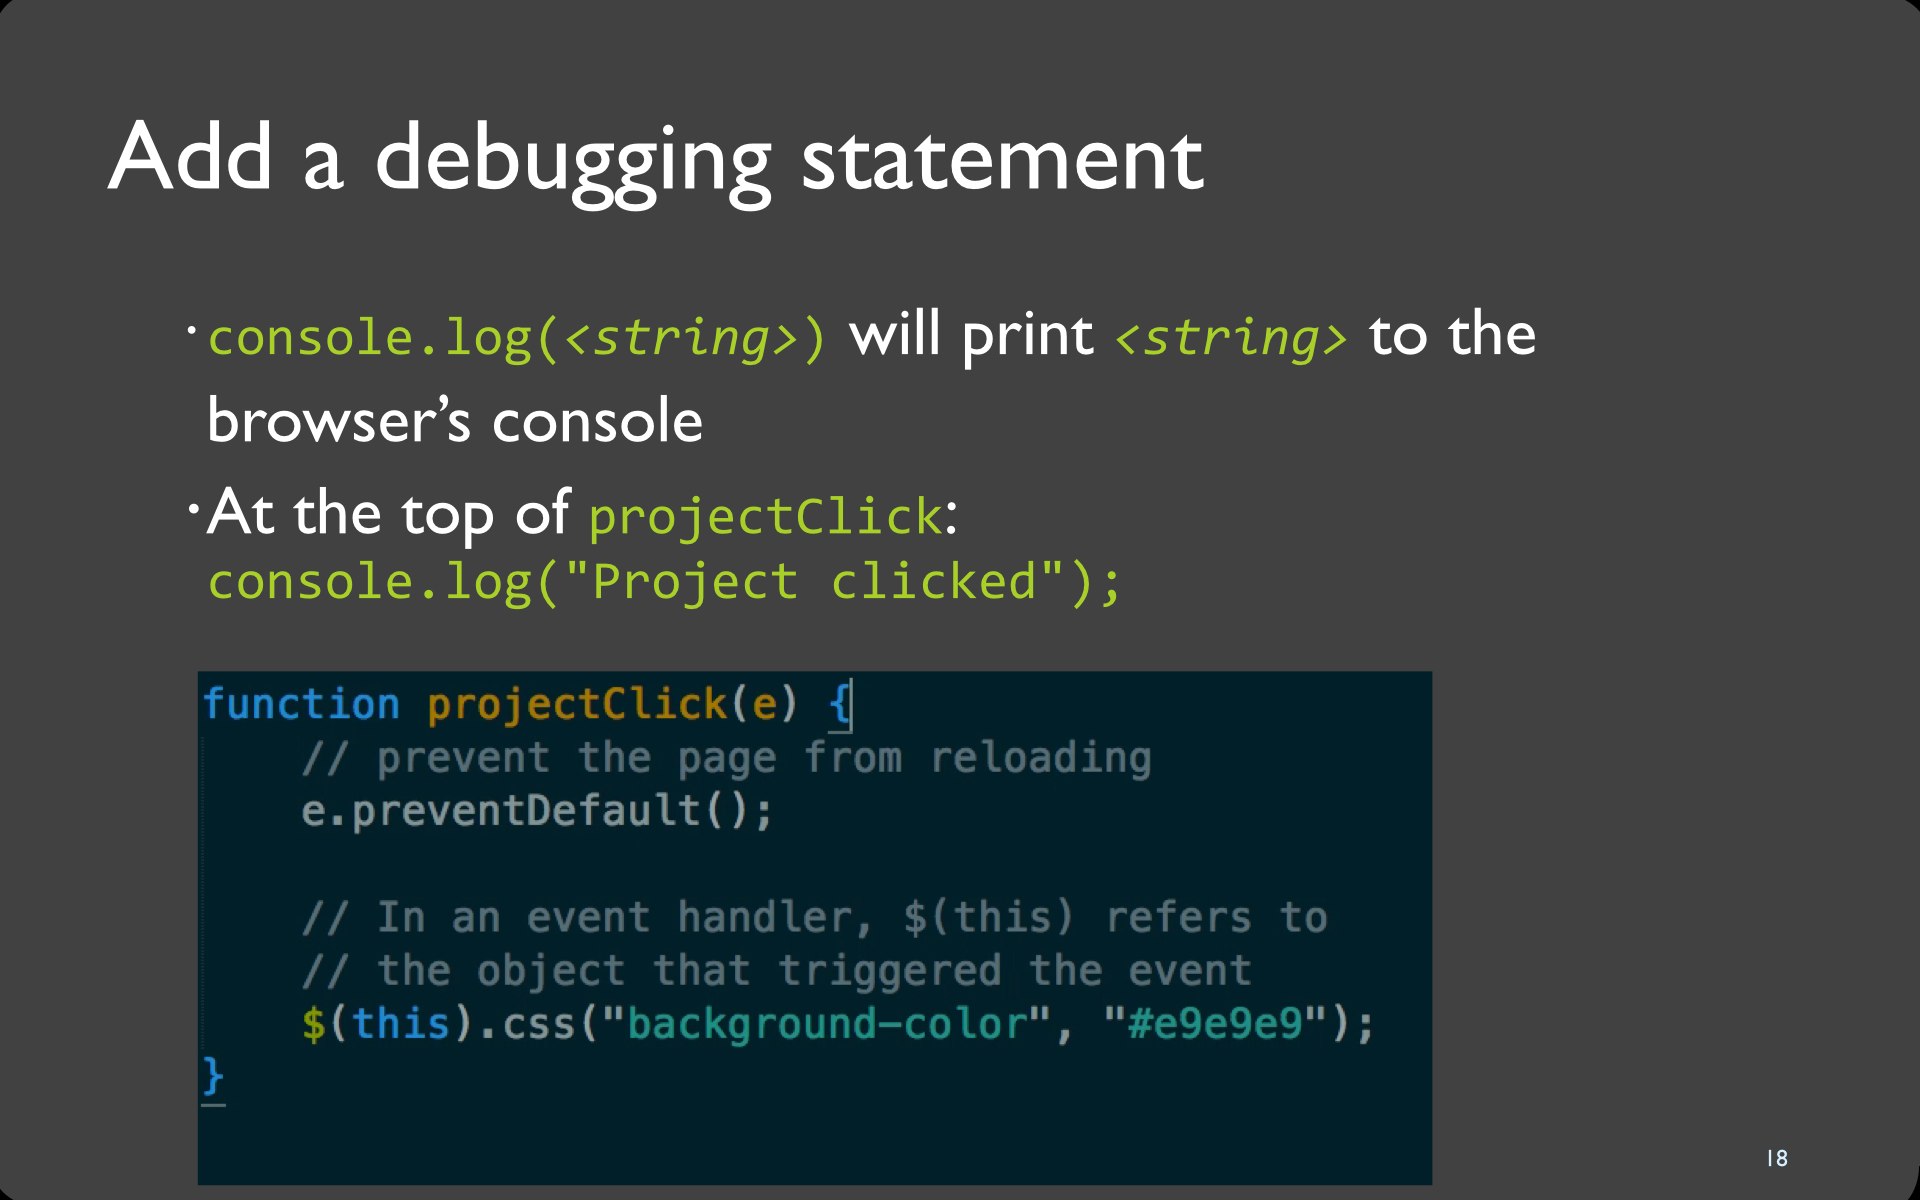 Add a debugging statement
· console.log(<string>) will print <string> to the
browser’s console
· At the top of projectClick:
console.log("Project clicked");
function projectClick(e) {
// prevent the page from reloading
e.preventDefault();
// In an event handler, $(this) refers to
// the object that triggered the event
$(this).css("background-color", "#e9e9e9");
}
18